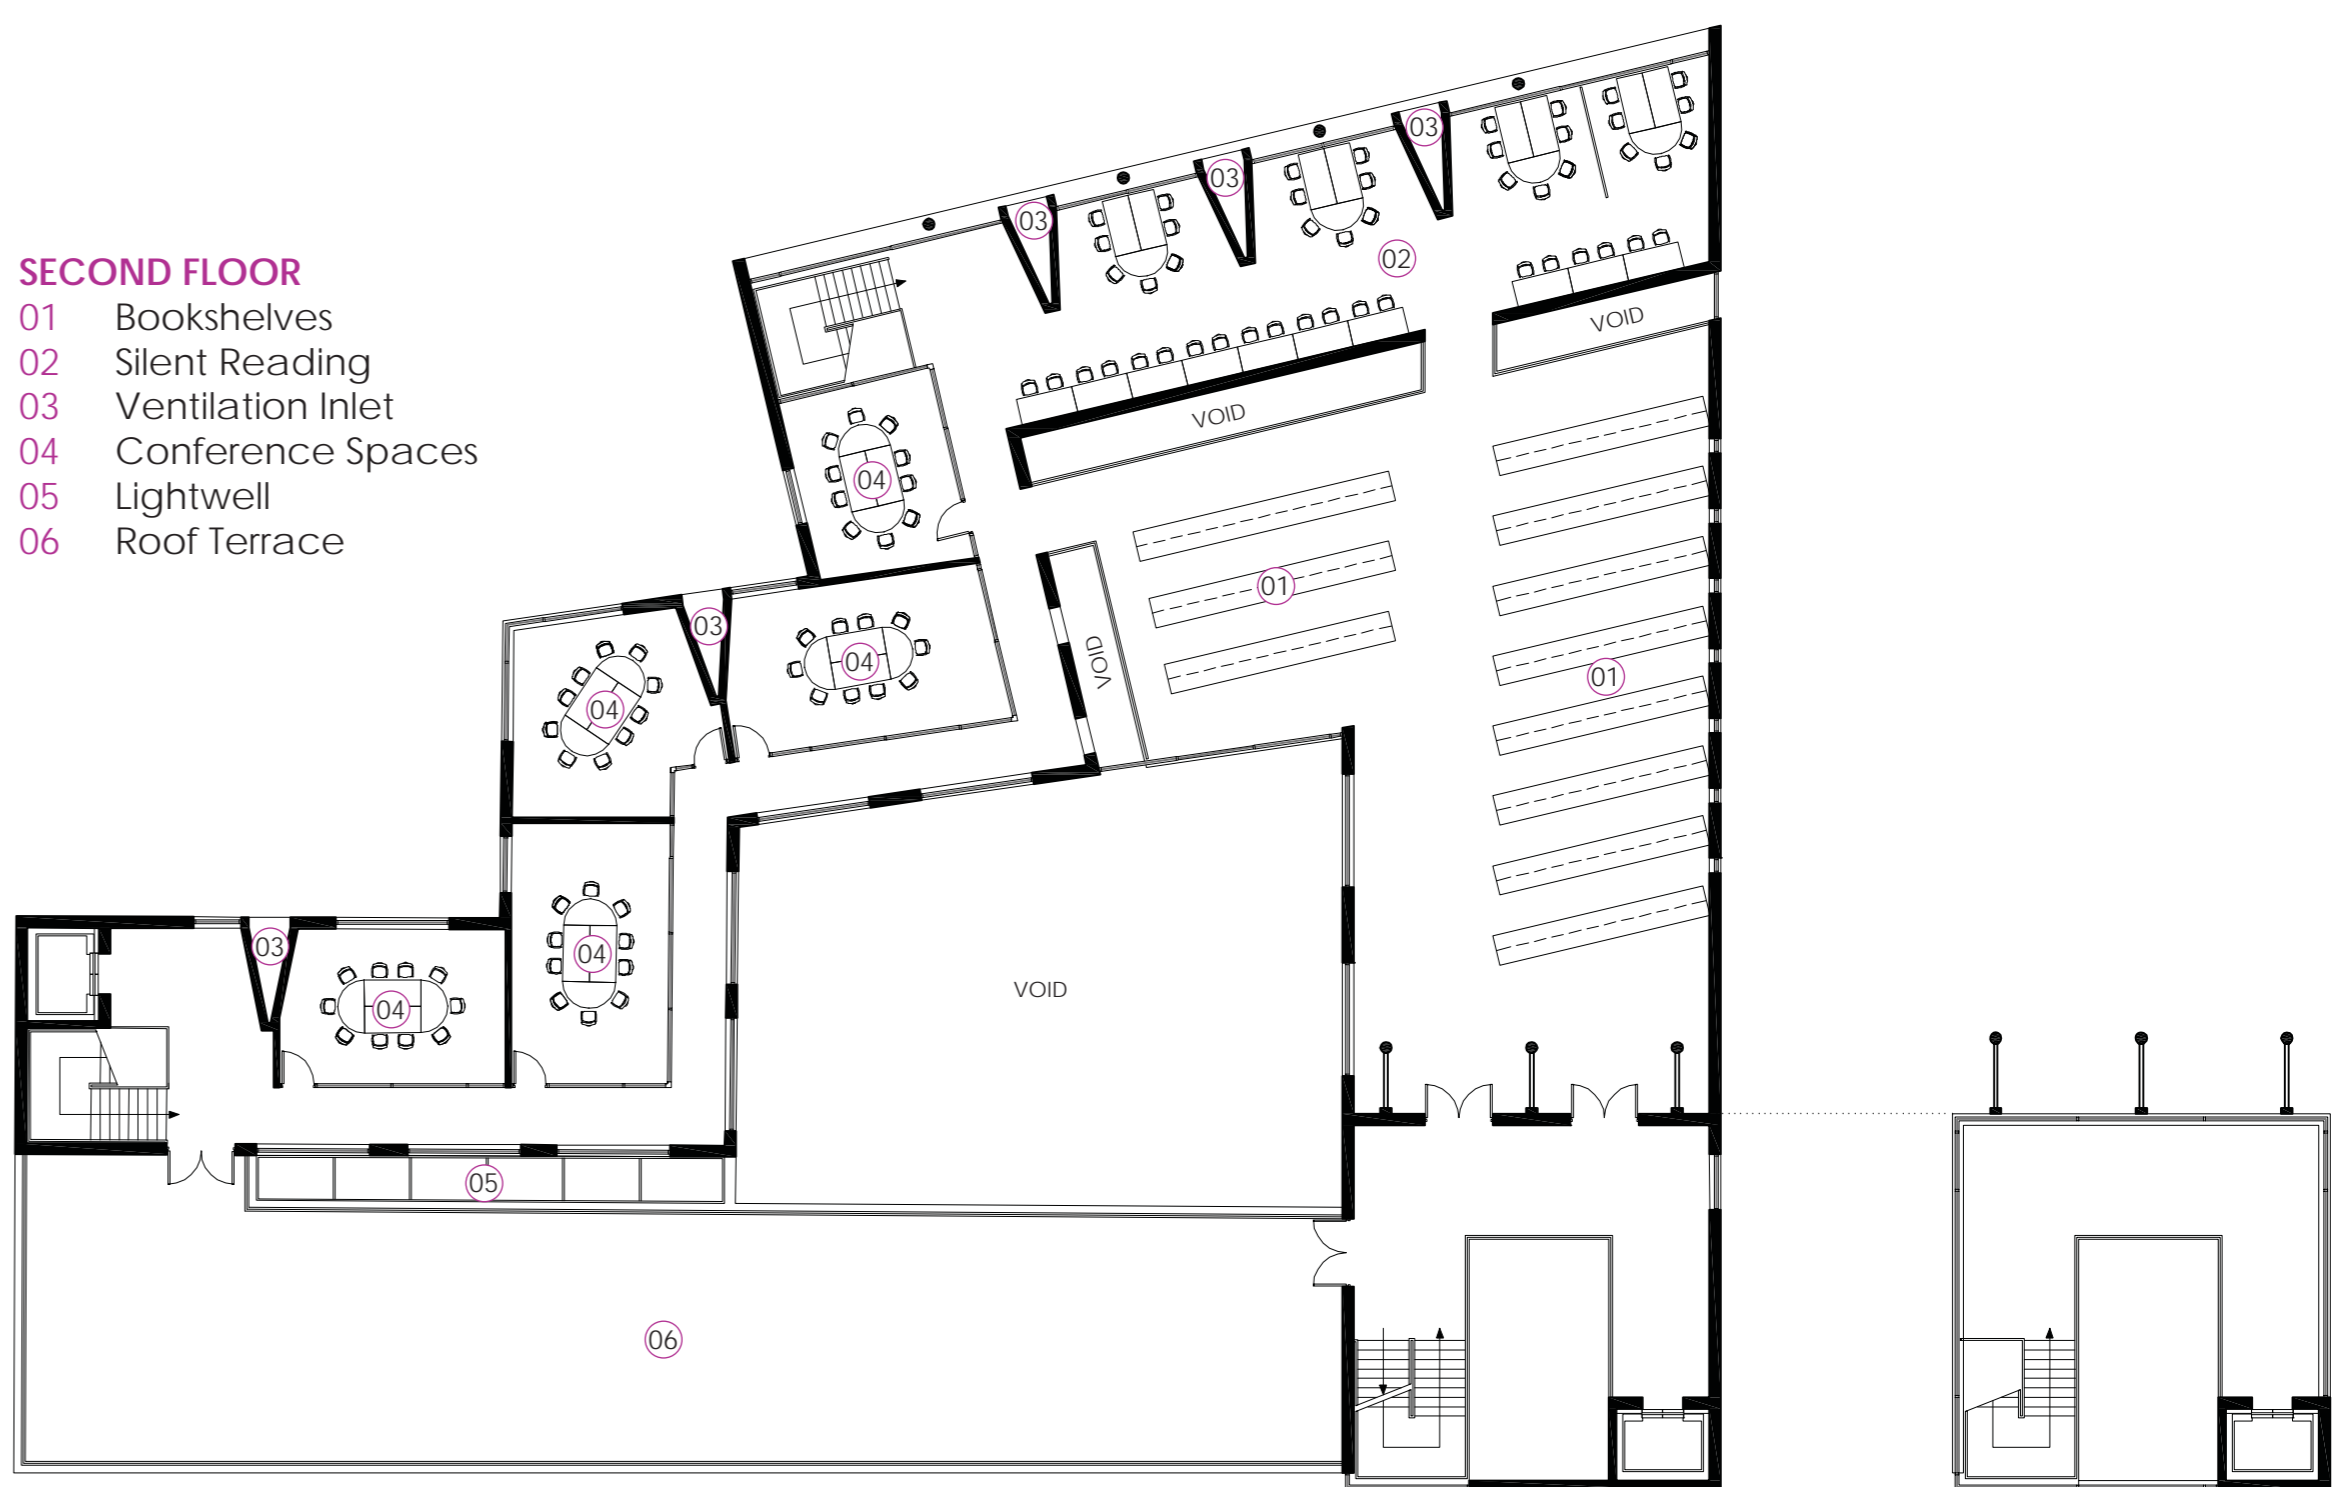 SECOND FLOOR
01 Bookshelves
02 Silent Reading
03 Ventilation Inlet
04 Conference Spaces
05 Lightwell
06 Roof Terrace
03
03
03
02
VOID
VOID
04
01
03
04
VOID
01
04
03
04
VOID
04
05
06